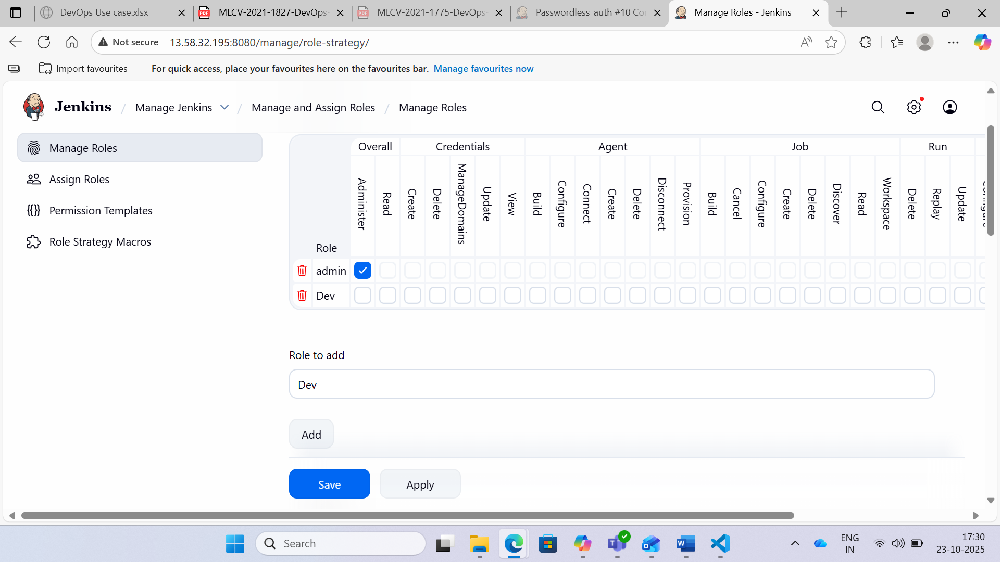 DevOps Use case.xlsx
MLCV-2021-1827-DevOps-
MLCV-2021-1775-DevOps-
Passwordless_auth #10 Co
Manage Roles - Jenkins
Not secure
13.58.32.195:8080/manage/role-strategy/
Import favourites
For quick access, place your favourites here on the favourites bar. Manage favourites now
Jenkins / Manage Jenkins / Manage and Assign Roles / Manage Roles
Manage Roles
Assign Roles
Permission Templates
Role Strategy Macros
Overall Credentials Agent Job Run
Role Administer Read Create Delete ManageDomains Update View Build Configure Connect Create Delete Disconnect Provision Build Cancel Configure Create Delete Discover Read Workspace Delete Replay Update Configure
admin
Dev
Role to add
Dev
Add
Save Apply
Search
ENG
IN
17:30
23-10-2025